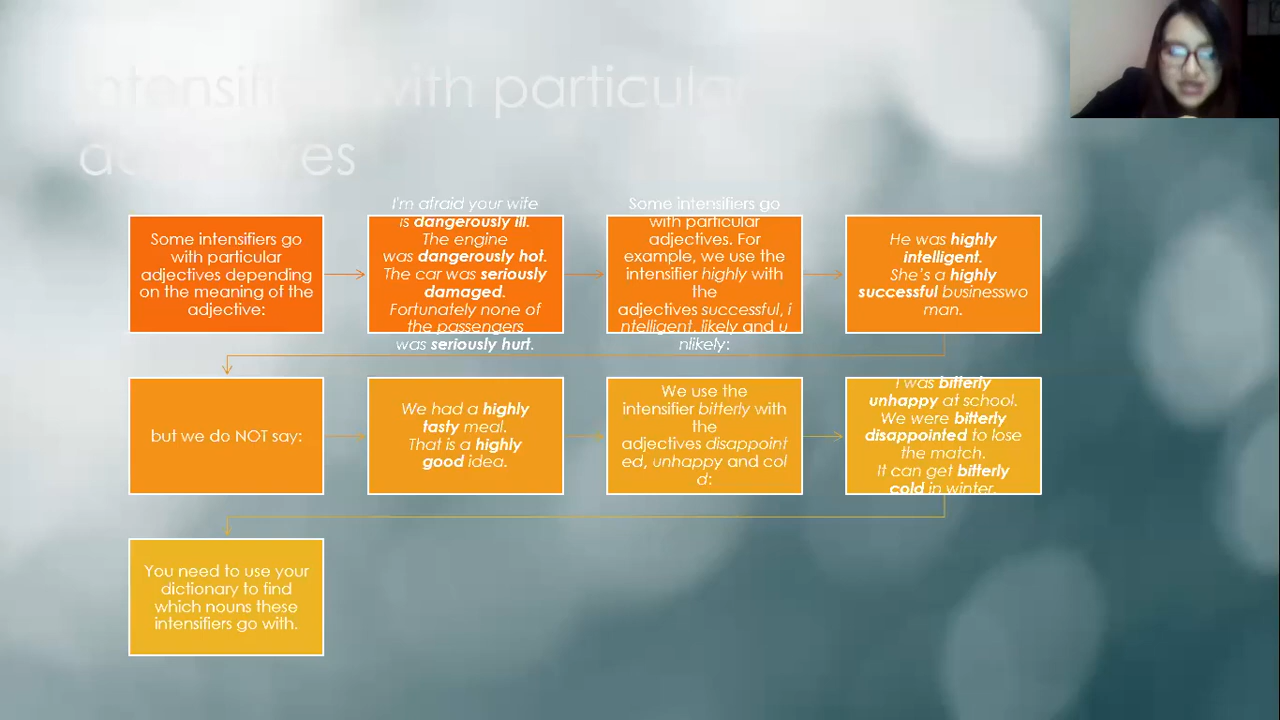 Intensifiers with particular
adjectives
Some intensifiers go
with particular
adjectives depending
on the meaning of the
adjective:
I'm afraid your wife
is dangerously ill.
The engine
was dangerously hot.
The car was seriously
damaged.
Fortunately none of
the passengers
was seriously hurt.
Some intensifiers go
with particular
adjectives. For
example, we use the
intensifier highly with
the
adjectives successful, i
ntelligent, likely and u
nlikely:
He was highly
intelligent.
She's a highly
successful businesswo
man.
but we do NOT say:
We had a highly
tasty meal.
That is a highly
good idea.
We use the
intensifier bitterly with
the
adjectives disappoint
ed, unhappy and col
d:
I was bitterly
unhappy at school.
We were bitterly
disappointed to lose
the match.
It can get bitterly
cold in winter.
You need to use your
dictionary to find
which nouns these
intensifiers go with.